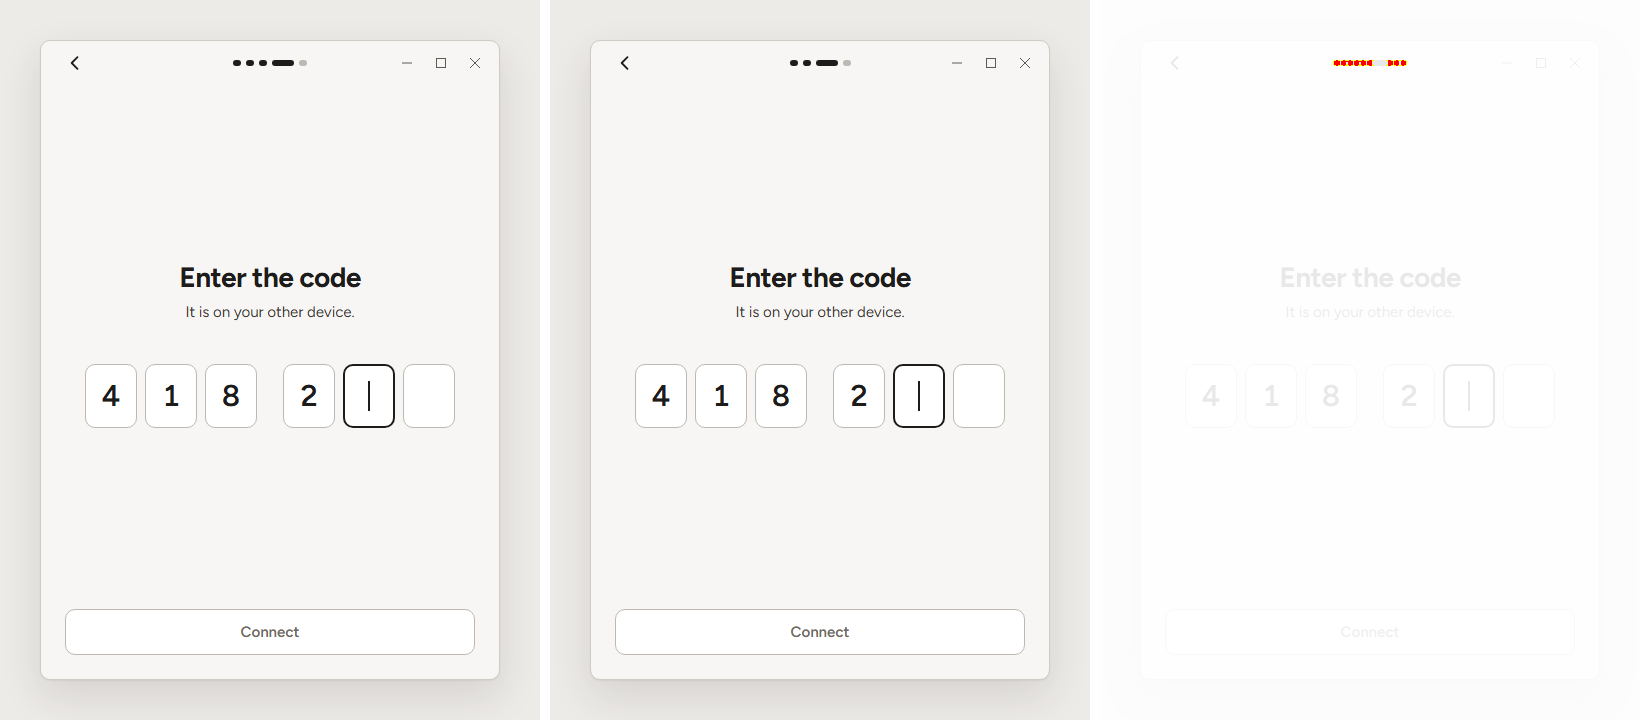 Enter the code
It is on your other device.
4 1 8 2
Connect
Enter the code
It is on your other device.
4 1 8 2
Connect
Enter the code
It is on your other device.
4 1 8 2
Connect